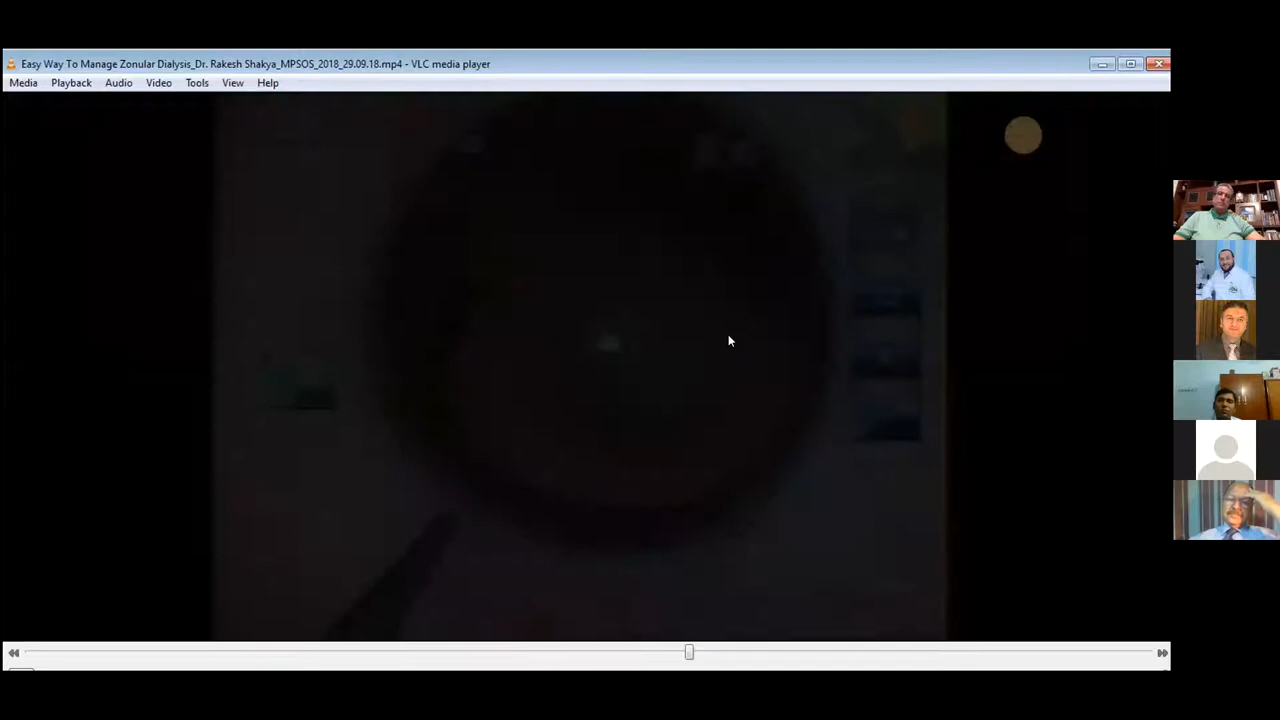 Easy Way To Manage Zonular Dialysis_Dr. Rakesh Shakya_MPSOS_2018_29.09.18.mp4 - VLC media player
Media Playback Audio Video Tools View Help